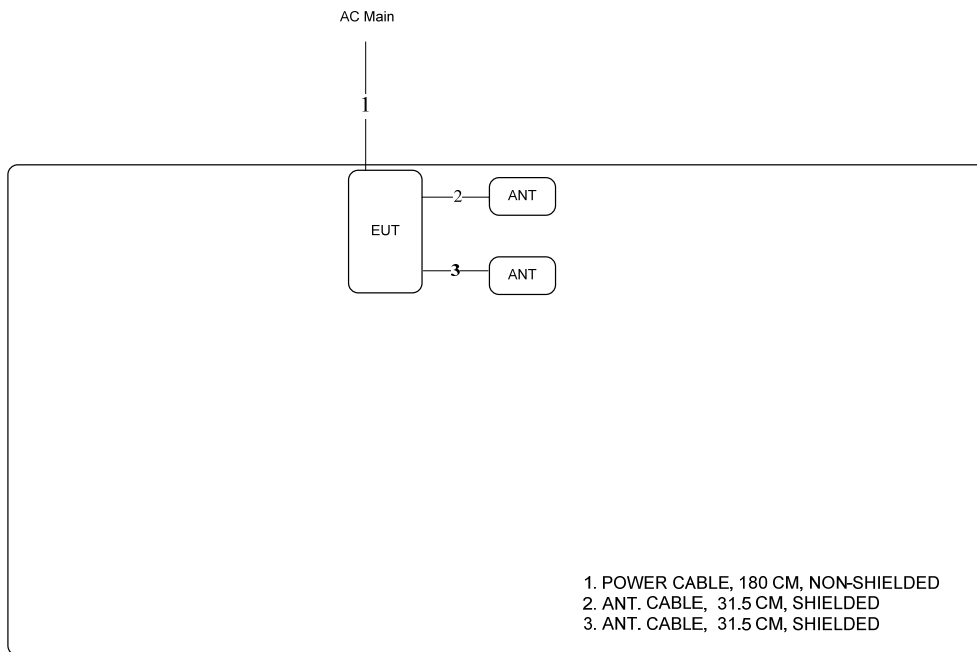 AC Main
1
EUT
2
ANT
3
ANT
1. POWER CABLE, 180 CM, NON-SHIELDED
2. ANT. CABLE, 31.5 CM, SHIELDED
3. ANT. CABLE, 31.5 CM, SHIELDED